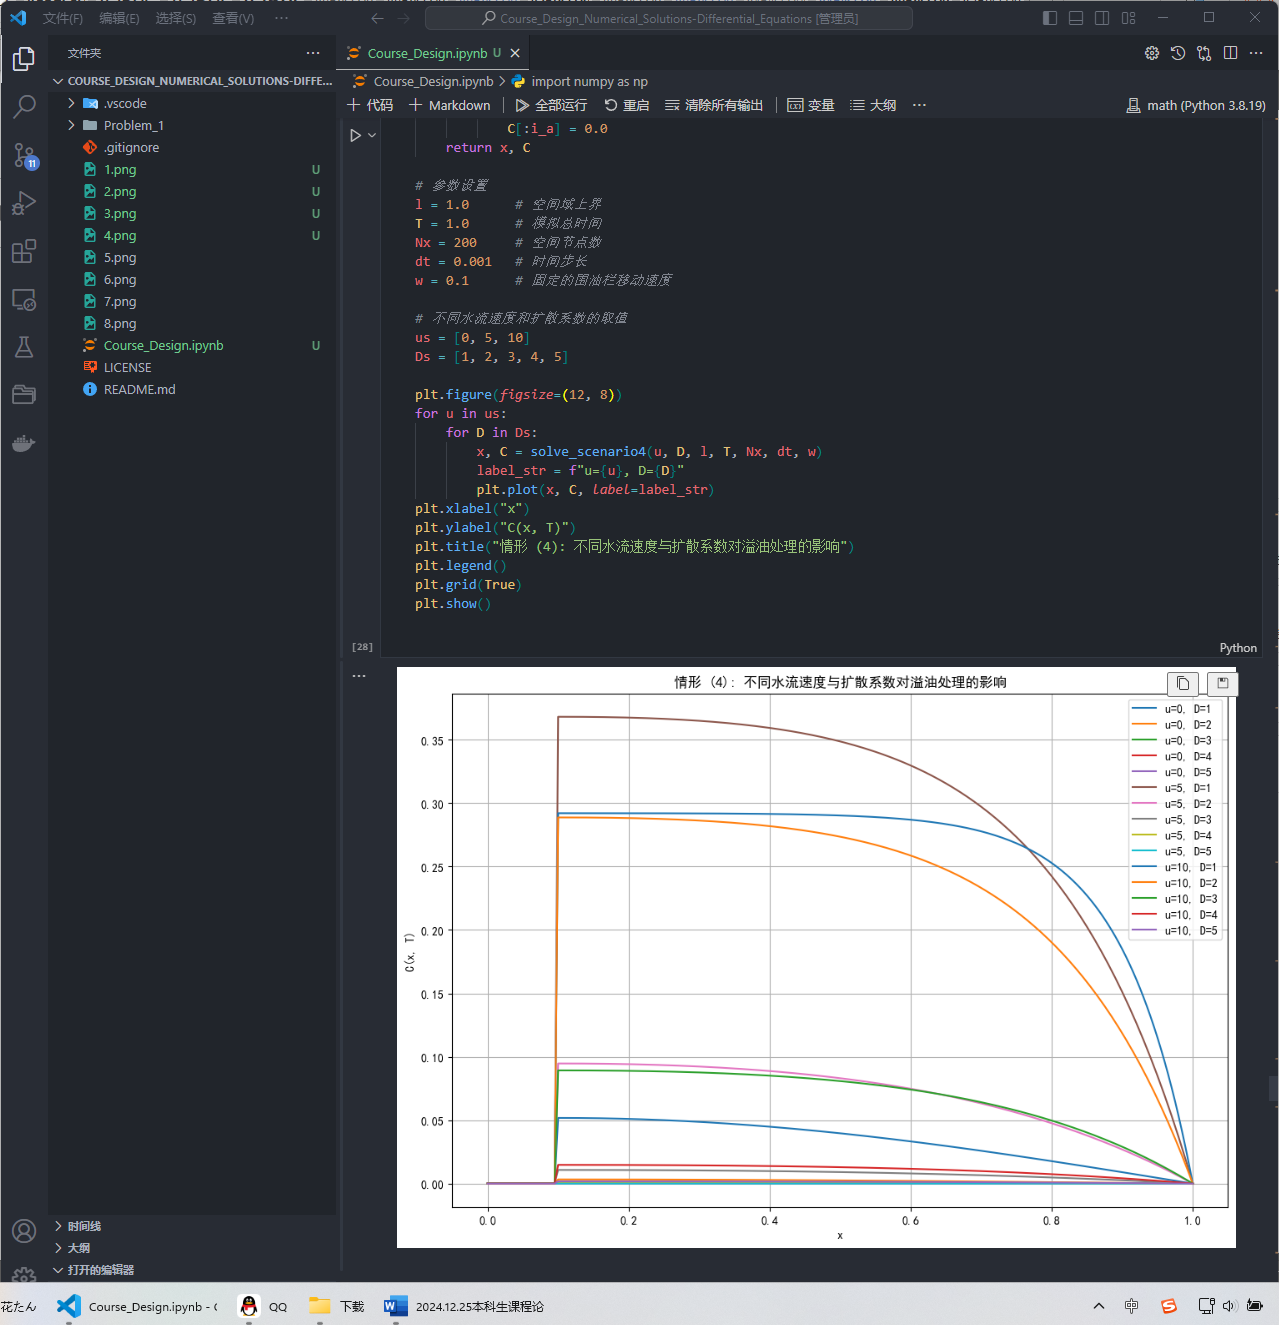 文件(F) 编辑(E) 选择(S) 查看(V) ··· Course_Design_Numerical_Solutions-Differential_Equations [管理员]
文件夹 ···
COURSE_DESIGN_NUMERICAL_SOLUTIONS-DIFFE...
.vscode
Problem_1
.gitignore
1.png U
2.png U
3.png U
4.png U
5.png
6.png
7.png
8.png
Course_Design.ipynb U
LICENSE
README.md
时间线
大纲
打开的编辑器
11
Course_Design.ipynb U
Course_Design.ipynb > import numpy as np
代码 Markdown 全部运行 重启 清除所有输出 变量 大纲 ··· math (Python 3.8.19)
C[:i_a] = 0.0
return x, C
# 参数设置
l = 1.0 # 空间域上界
T = 1.0 # 模拟总时间
Nx = 200 # 空间节点数
dt = 0.001 # 时间步长
w = 0.1 # 固定的围油栏移动速度
# 不同水流速度和扩散系数的取值
us = [0, 5, 10]
Ds = [1, 2, 3, 4, 5]
plt.figure(figsize=(12, 8))
for u in us:
for D in Ds:
x, C = solve_scenario4(u, D, l, T, Nx, dt, w)
label_str = f"u={u}, D={D}"
plt.plot(x, C, label=label_str)
plt.xlabel("x")
plt.ylabel("C(x, T)")
plt.title("情形 (4): 不同水流速度与扩散系数对溢油处理的影响")
plt.legend()
plt.grid(True)
plt.show()
[28] Python
情形 (4): 不同水流速度与扩散系数对溢油处理的影响
u=0, D=1
u=0, D=2
u=0, D=3
u=0, D=4
u=0, D=5
u=5, D=1
u=5, D=2
u=5, D=3
u=5, D=4
u=5, D=5
u=10, D=1
u=10, D=2
u=10, D=3
u=10, D=4
u=10, D=5
0.35
0.30
0.25
0.20
C(x, T)
0.15
0.10
0.05
0.00
0.0 0.2 0.4 0.6 0.8 1.0
x
花たん Course_Design.ipynb - C QQ 下载 2024.12.25本科生课程论 中